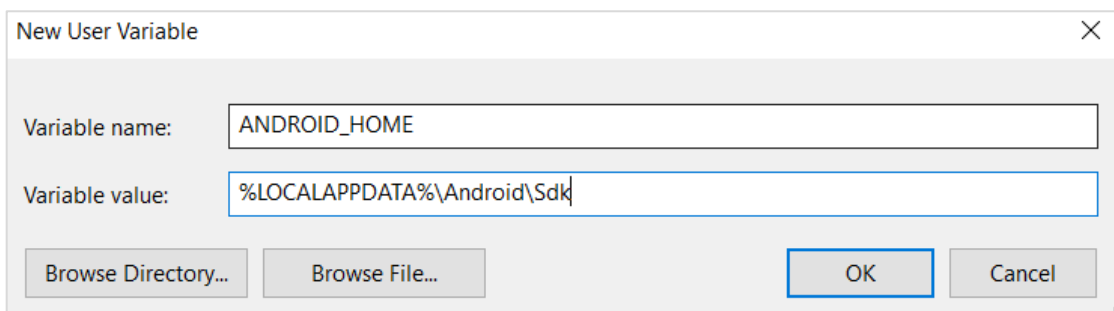 New User Variable
Variable name: ANDROID_HOME
Variable value: %LOCALAPPDATA%\Android\Sdk
Browse Directory... Browse File... OK Cancel